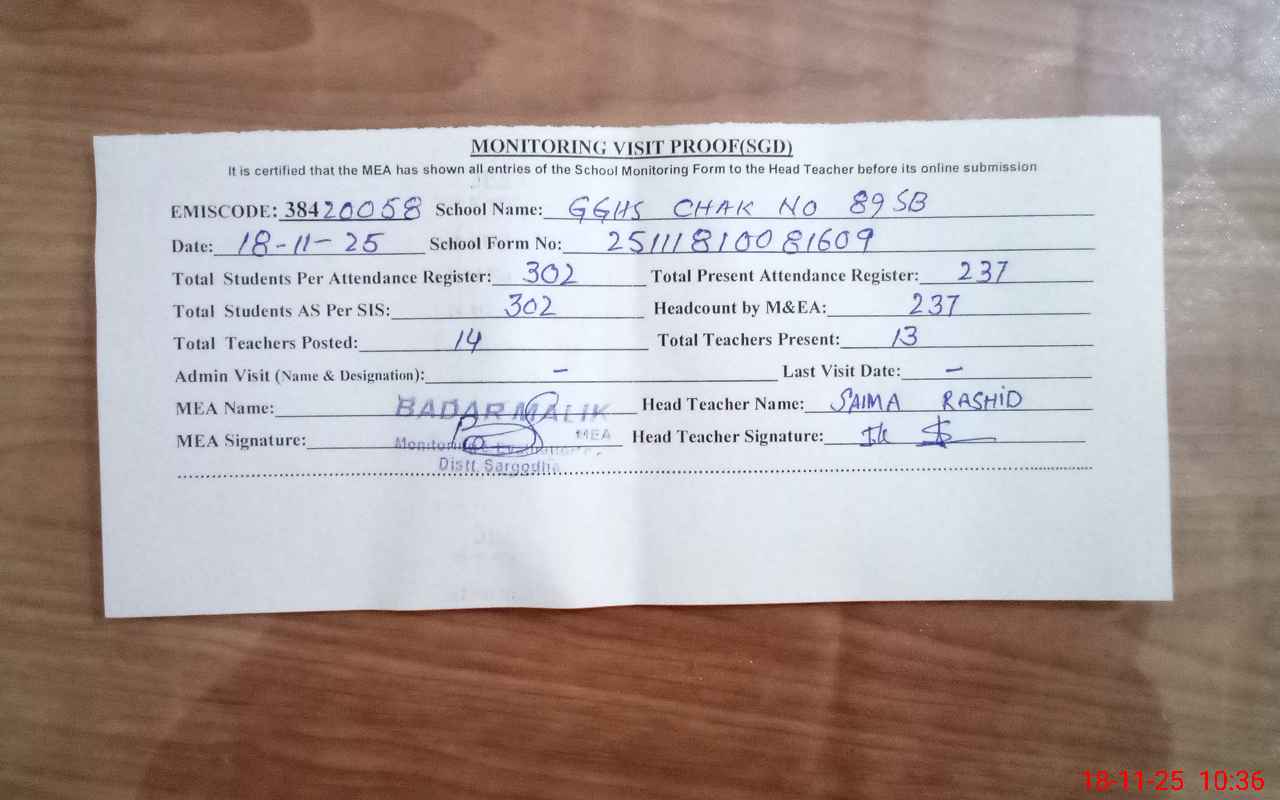 MONITORING VISIT PROOF(SGD)
It is certified that the MEA has shown all entries of the School Monitoring Form to the Head Teacher before its online submission
EMISCODE: 38420058 School Name: GGHS CHAK NO 89 SB
Date: 18-11-25 School Form No: 25111810081609
Total Students Per Attendance Register: 302 Total Present Attendance Register: 237
Total Students AS Per SIS: 302 Headcount by M&EA: 237
Total Teachers Posted: 14 Total Teachers Present: 13
Admin Visit (Name & Designation): – Last Visit Date: –
MEA Name: BADAR MALIK Head Teacher Name: SAIMA RASHID
MEA Signature: MEA Head Teacher Signature:
Distt. Sargodha
18-11-25 10:36